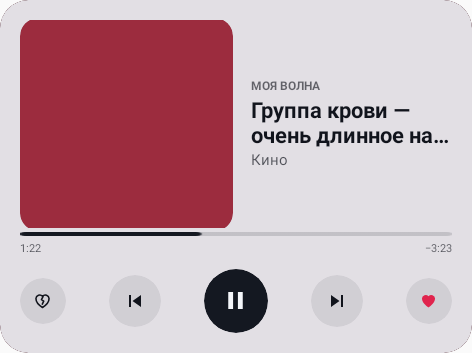 МОЯ ВОЛНА
Группа крови —
очень длинное на...
Кино
1:22
−3:23